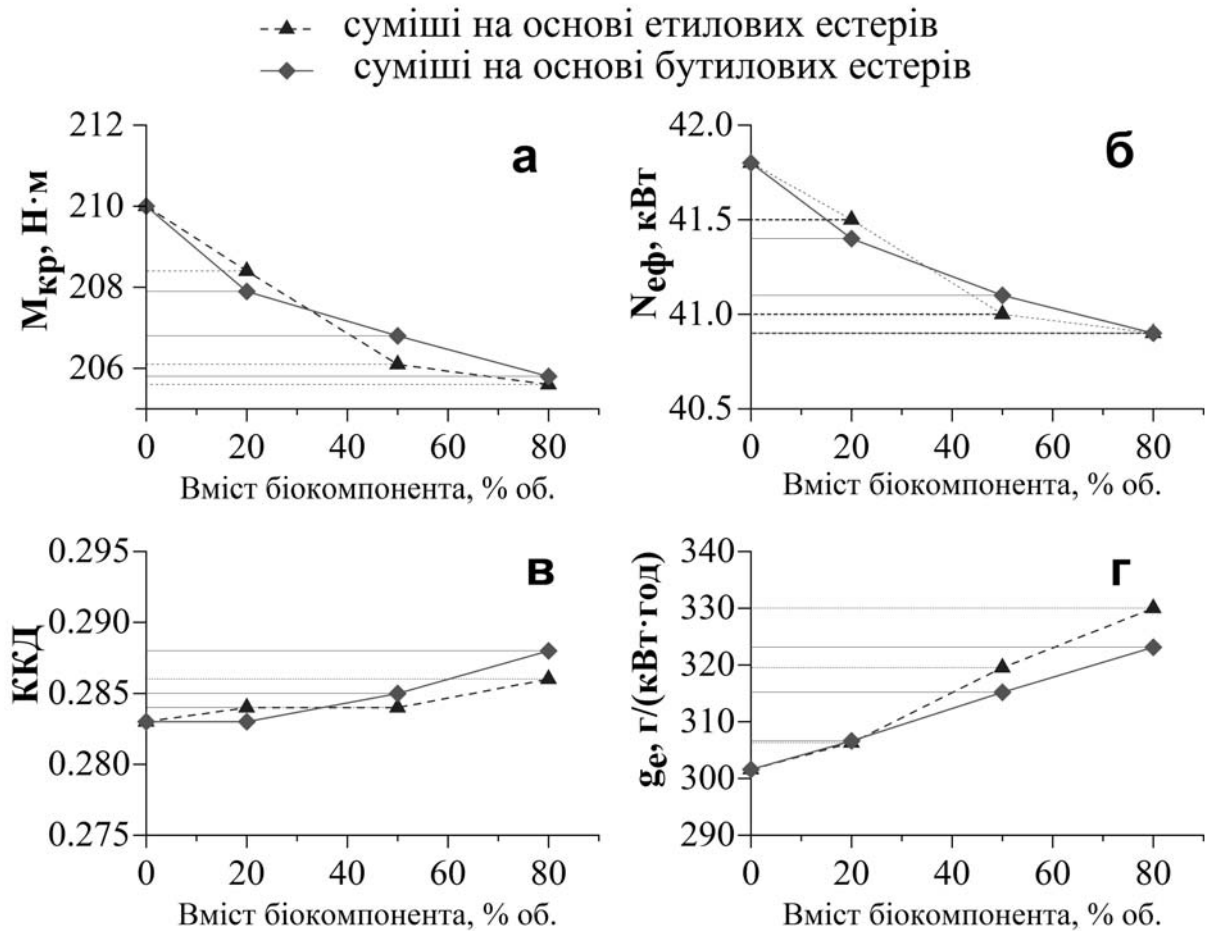 суміші на основі етилових естерів
суміші на основі бутилових естерів
а
Mкр, Н·м
212
210
208
206
0 20 40 60 80
Вміст біокомпонента, % об.
б
Nеф, кВт
42.0
41.5
41.0
40.5
0 20 40 60 80
Вміст біокомпонента, % об.
в
ККД
0.295
0.290
0.285
0.280
0.275
0 20 40 60 80
Вміст біокомпонента, % об.
г
ge, г/(кВт·год)
340
330
320
310
300
290
0 20 40 60 80
Вміст біокомпонента, % об.